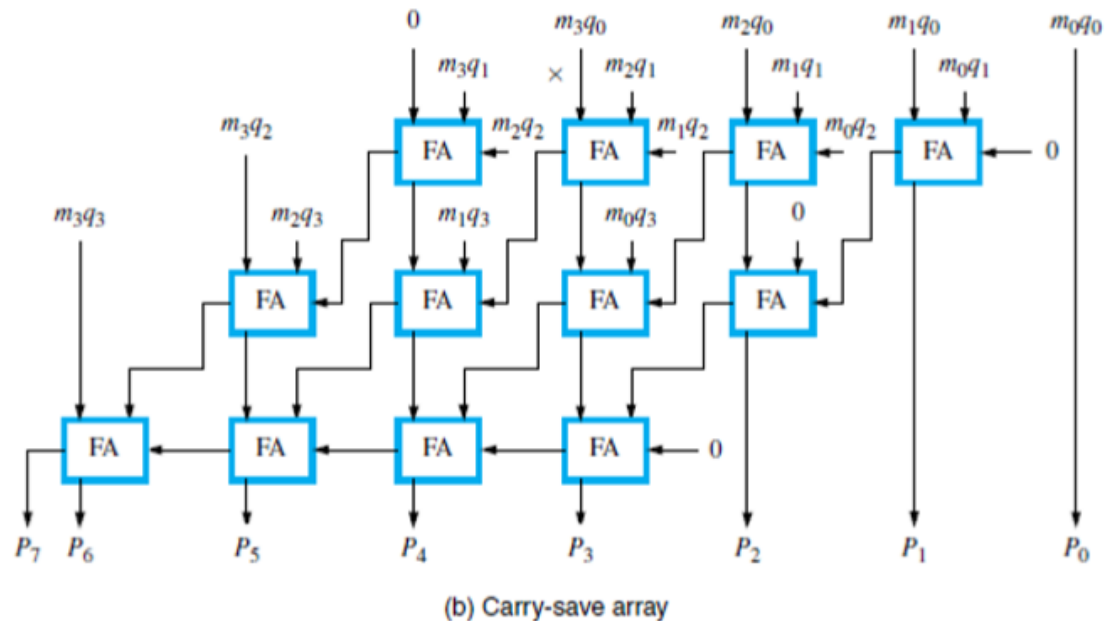 0 m₃q₀ m₂q₀ m₁q₀ m₀q₀
m₃q₁ × m₂q₁ m₁q₁ m₀q₁
m₃q₂ FA m₂q₂ FA m₁q₂ FA m₀q₂ FA 0
m₃q₃ m₂q₃ m₁q₃ m₀q₃ 0
FA FA FA FA
FA FA FA FA 0
P₇ P₆ P₅ P₄ P₃ P₂ P₁ P₀
(b) Carry-save array